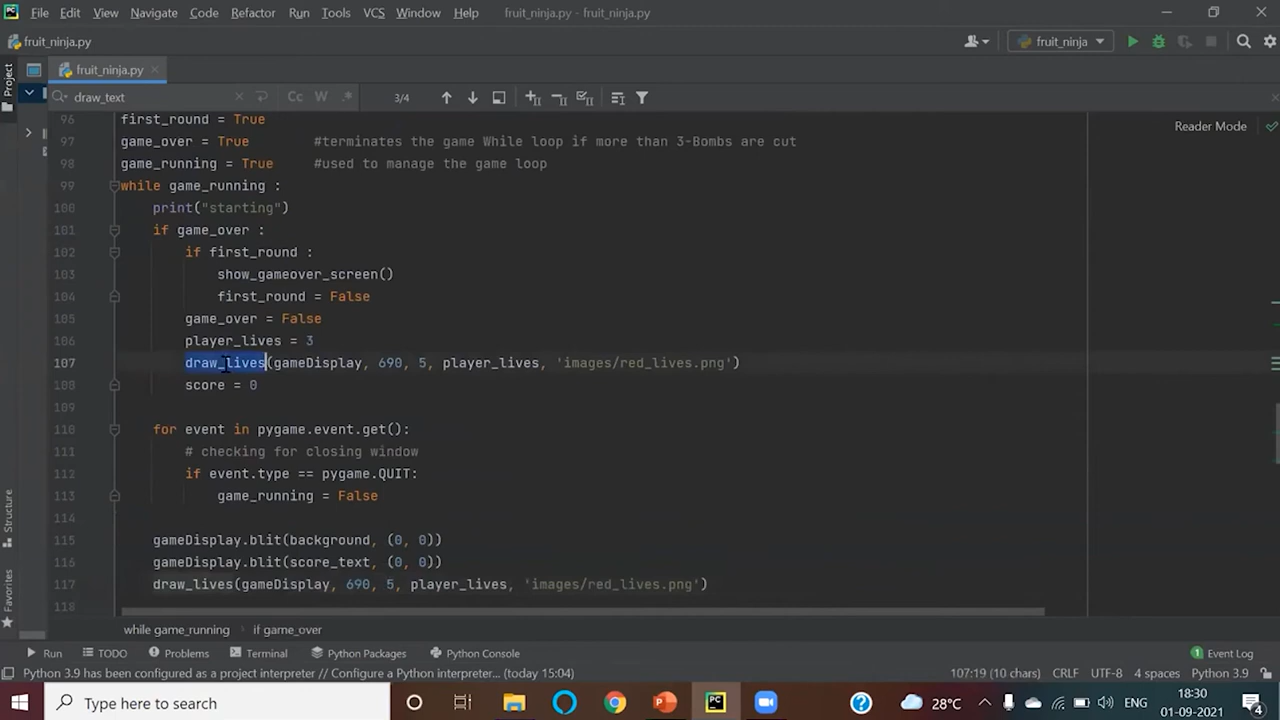 File Edit View Navigate Code Refactor Run Tools VCS Window Help fruit_ninja.py - fruit_ninja.py
fruit_ninja.py fruit_ninja
Project fruit_ninja.py
draw_text Cc W .* 3/4
Reader Mode
96 first_round = True
97 game_over = True #terminates the game While loop if more than 3-Bombs are cut
98 game_running = True #used to manage the game loop
99 while game_running :
100 print("starting")
101 if game_over :
102 if first_round :
103 show_gameover_screen()
104 first_round = False
105 game_over = False
106 player_lives = 3
107 draw_lives(gameDisplay, 690, 5, player_lives, 'images/red_lives.png')
108 score = 0
109
110 for event in pygame.event.get():
111 # checking for closing window
112 if event.type == pygame.QUIT:
113 game_running = False
114
115 gameDisplay.blit(background, (0, 0))
116 gameDisplay.blit(score_text, (0, 0))
117 draw_lives(gameDisplay, 690, 5, player_lives, 'images/red_lives.png')
118
Structure
Favorites
while game_running if game_over
Run TODO Problems Terminal Python Packages Python Console 1 Event Log
Python 3.9 has been configured as a project interpreter // Configure a Python interpreter... (today 15:04) 107:19 (10 chars) CRLF UTF-8 4 spaces Python 3.9
Type here to search 28°C ENG 18:30
01-09-2021 4